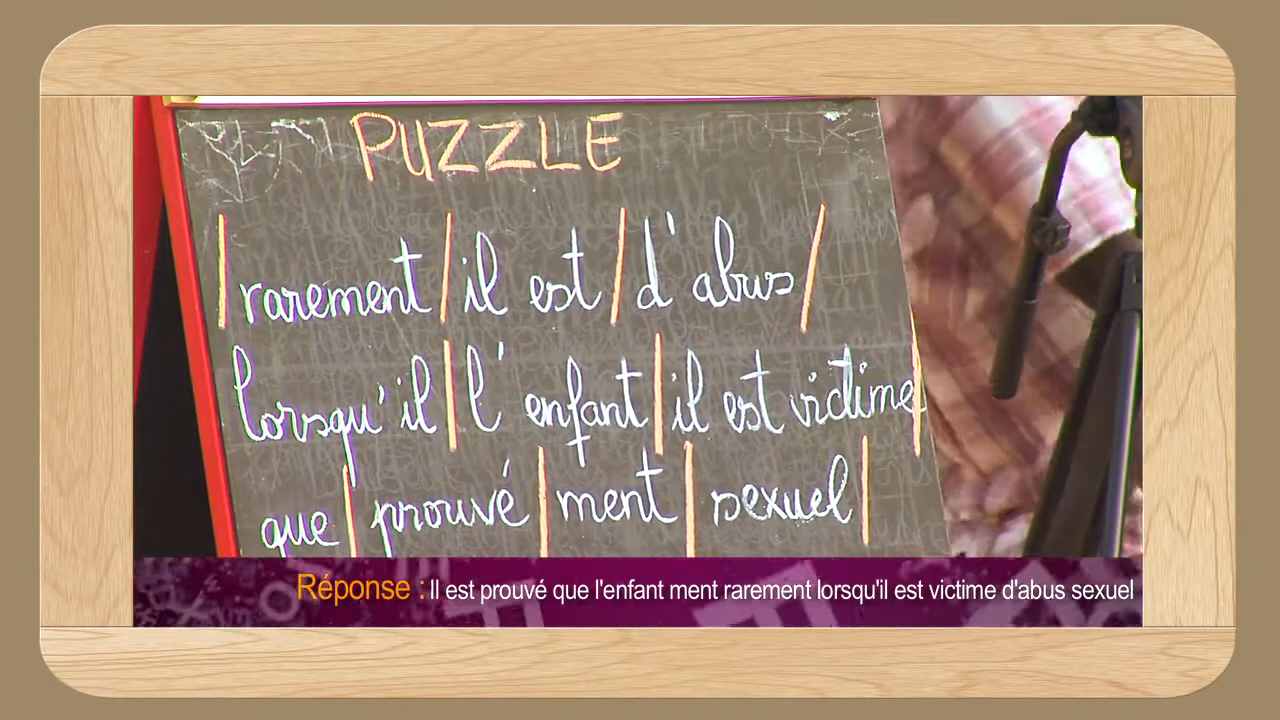 PUZZLE
/ rarement / il est / d'abus /
lorsqu'il / l'enfant / il est victime /
que / prouvé / ment / sexuel /
Réponse : Il est prouvé que l'enfant ment rarement lorsqu'il est victime d'abus sexuel